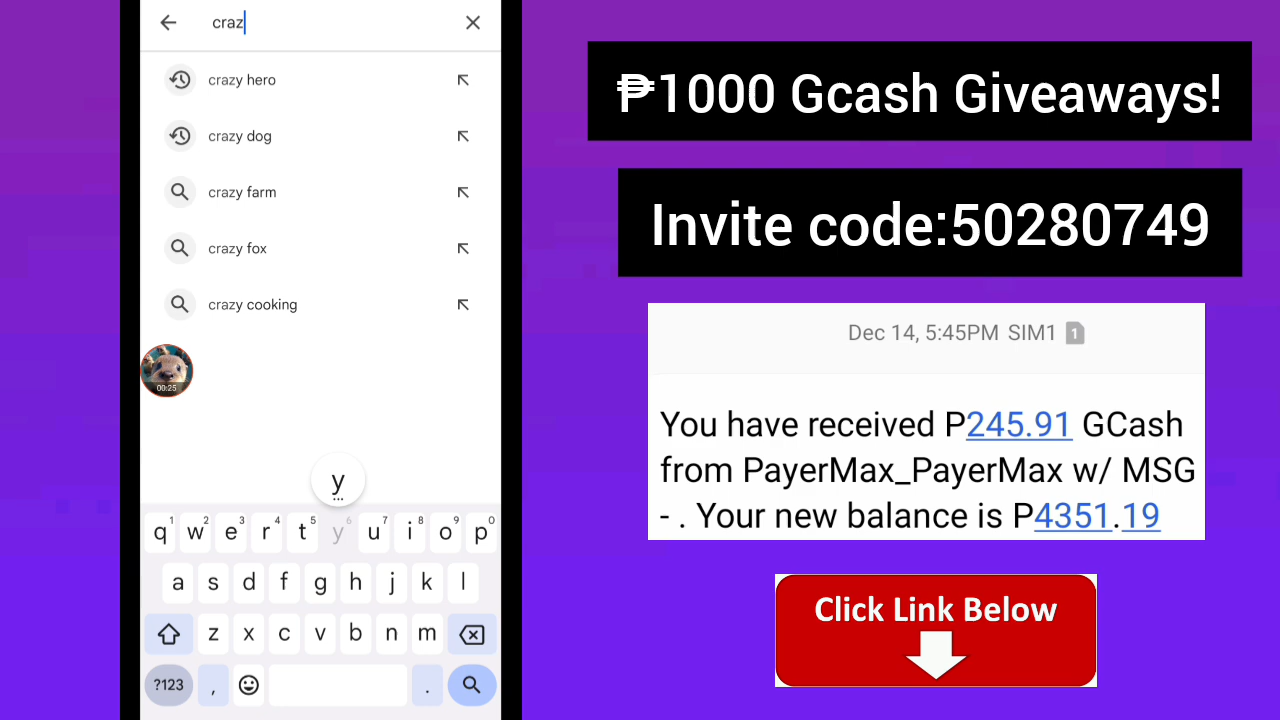 craz
crazy hero
crazy dog
crazy farm
crazy fox
crazy cooking
00:25
y
...
q1 w2 e3 r4 t5 y6 u7 i8 o9 p0
a s d f g h j k l
z x c v b n m
?123 , .
₱1000 Gcash Giveaways!
Invite code:50280749
Dec 14, 5:45PM SIM1 1
You have received P245.91 GCash
from PayerMax_PayerMax w/ MSG
- . Your new balance is P4351.19
Click Link Below